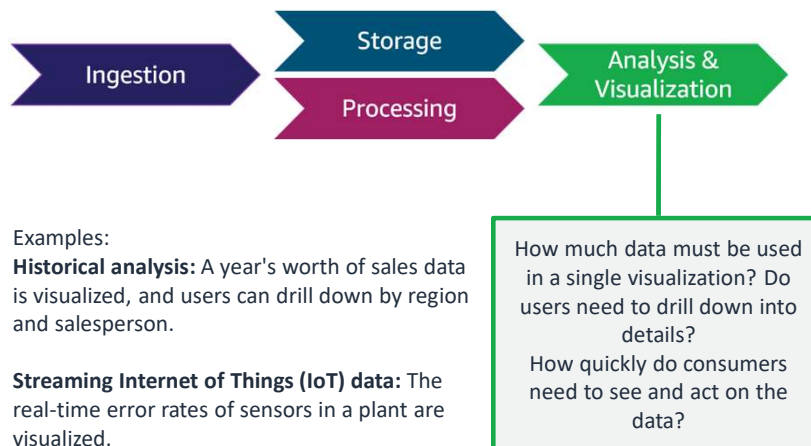 Ingestion
Storage
Processing
Analysis &
Visualization
Examples:
Historical analysis: A year's worth of sales data
is visualized, and users can drill down by region
and salesperson.
Streaming Internet of Things (IoT) data: The
real-time error rates of sensors in a plant are
visualized.
How much data must be used
in a single visualization? Do
users need to drill down into
details?
How quickly do consumers
need to see and act on the
data?